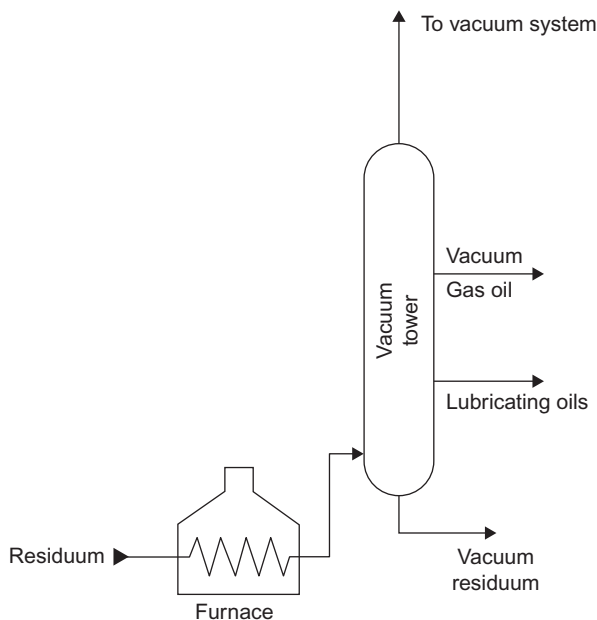 To vacuum system
Vacuum
Gas oil
Vacuum
tower
Lubricating oils
Residuum
Vacuum
residuum
Furnace